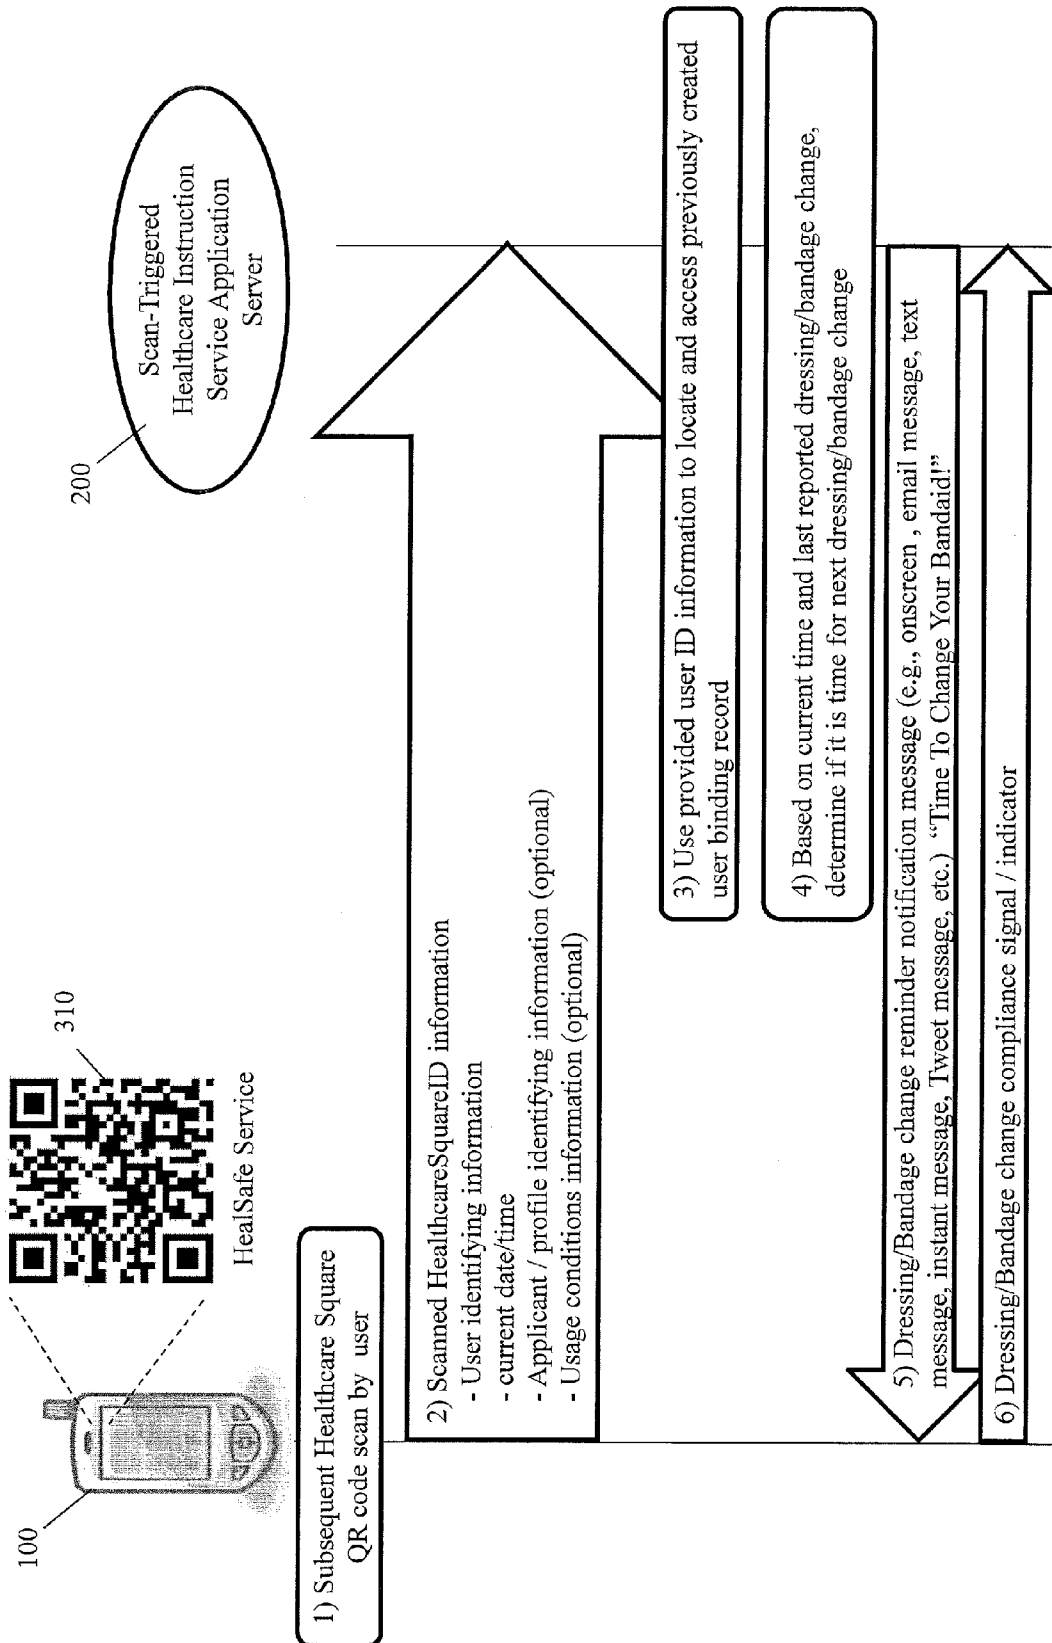 100
310
HealSafe Service
200
Scan-Triggered
Healthcare Instruction
Service Application
Server
1) Subsequent Healthcare Square
QR code scan by user
2) Scanned HealthcareSquareID information
- User identifying information
- current date/time
- Applicant / profile identifying information (optional)
- Usage conditions information (optional)
3) Use provided user ID information to locate and access previously created
user binding record
4) Based on current time and last reported dressing/bandage change,
determine if it is time for next dressing/bandage change
5) Dressing/Bandage change reminder notification message (e.g., onscreen , email message, text
message, instant message, Tweet message, etc.) “Time To Change Your Bandaid!”
6) Dressing/Bandage change compliance signal / indicator